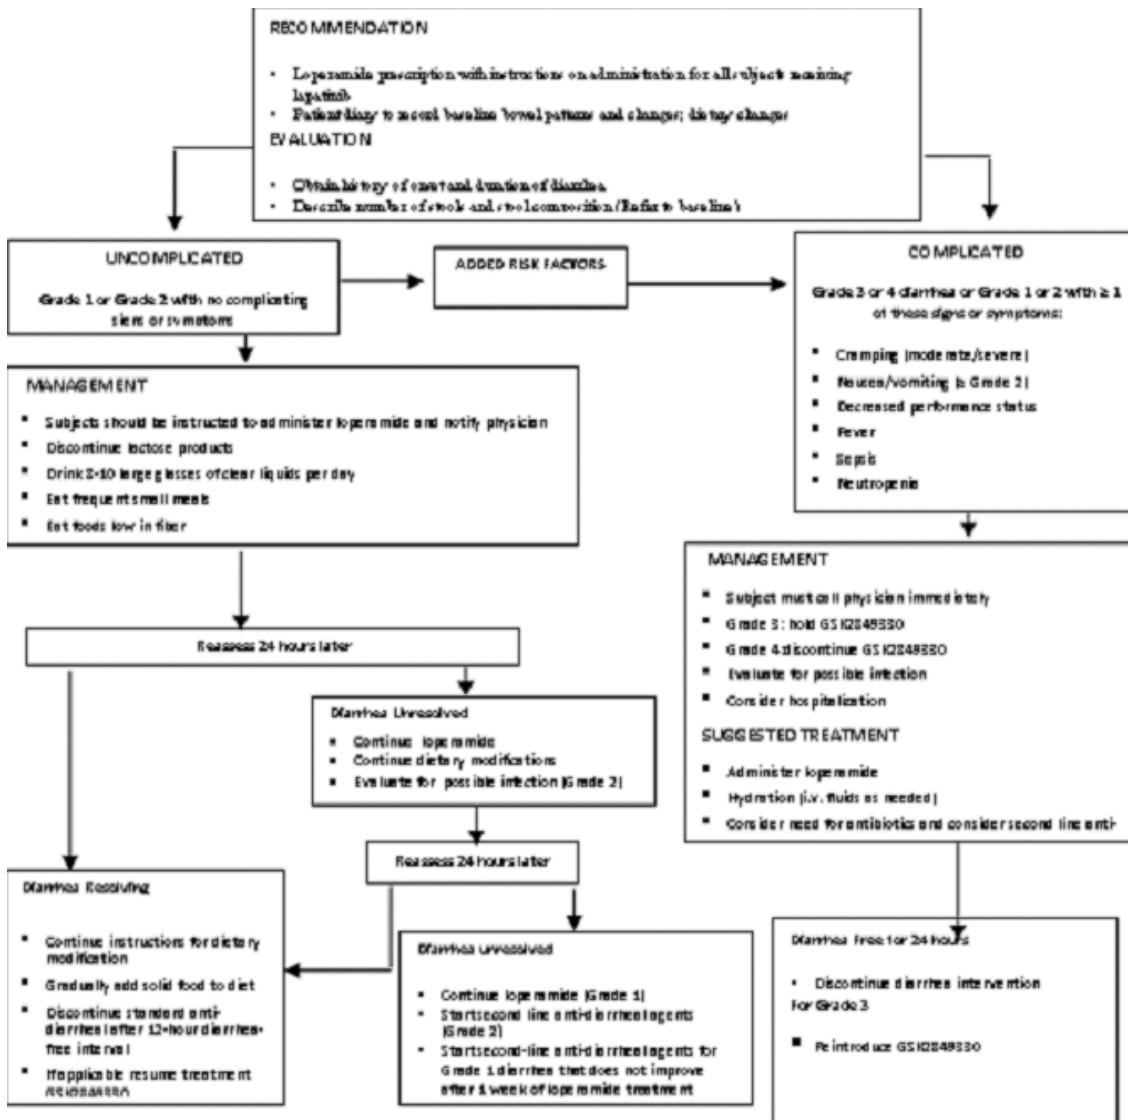 RECOMMENDATION
• Loperamide prescription with instructions on administration for all subjects receiving
lapatinib
• Patient diary to record baseline bowel patterns and changes; dietary changes
EVALUATION
• Obtain history of onset and duration of diarrhea
• Describe number of stools and stool composition (Refer to baseline)
UNCOMPLICATED
Grade 1 or Grade 2 with no complicating
signs or symptoms
ADDED RISK FACTORS
COMPLICATED
Grade 3 or 4 diarrhea or Grade 1 or 2 with ≥ 1
of these signs or symptoms:
▪ Cramping (moderate/severe)
▪ Nausea/vomiting (≥ Grade 2)
▪ Decreased performance status
▪ Fever
▪ Sepsis
▪ Neutropenia
MANAGEMENT
▪ Subjects should be instructed to administer loperamide and notify physician
▪ Discontinue lactose products
▪ Drink 8-10 large glasses of clear liquids per day
▪ Eat frequent small meals
▪ Eat foods low in fiber
MANAGEMENT
▪ Subject must call physician immediately
▪ Grade 3: hold GSK2849330
▪ Grade 4 discontinue GSK2849330
▪ Evaluate for possible infection
▪ Consider hospitalization
SUGGESTED TREATMENT
▪ Administer loperamide
▪ Hydration (i.v. fluids as needed)
▪ Consider need for antibiotics and consider second line anti-
Reassess 24 hours later
Diarrhea Unresolved
▪ Continue loperamide
▪ Continue dietary modifications
▪ Evaluate for possible infection (Grade 2)
Reassess 24 hours later
Diarrhea Resolving
▪ Continue instructions for dietary
modification
▪ Gradually add solid food to diet
▪ Discontinue standard anti-
diarrheal after 12-hour diarrhea-
free interval
▪ If applicable resume treatment
GSK2849330
Diarrhea unresolved
▪ Continue loperamide (Grade 1)
▪ Start second line anti-diarrheal agents
(Grade 2)
▪ Start second-line anti-diarrheal agents for
Grade 1 diarrhea that does not improve
after 1 week of loperamide treatment
Diarrhea Free for 24 hours
• Discontinue diarrhea intervention
For Grade 3
▪ Reintroduce GSK2849330